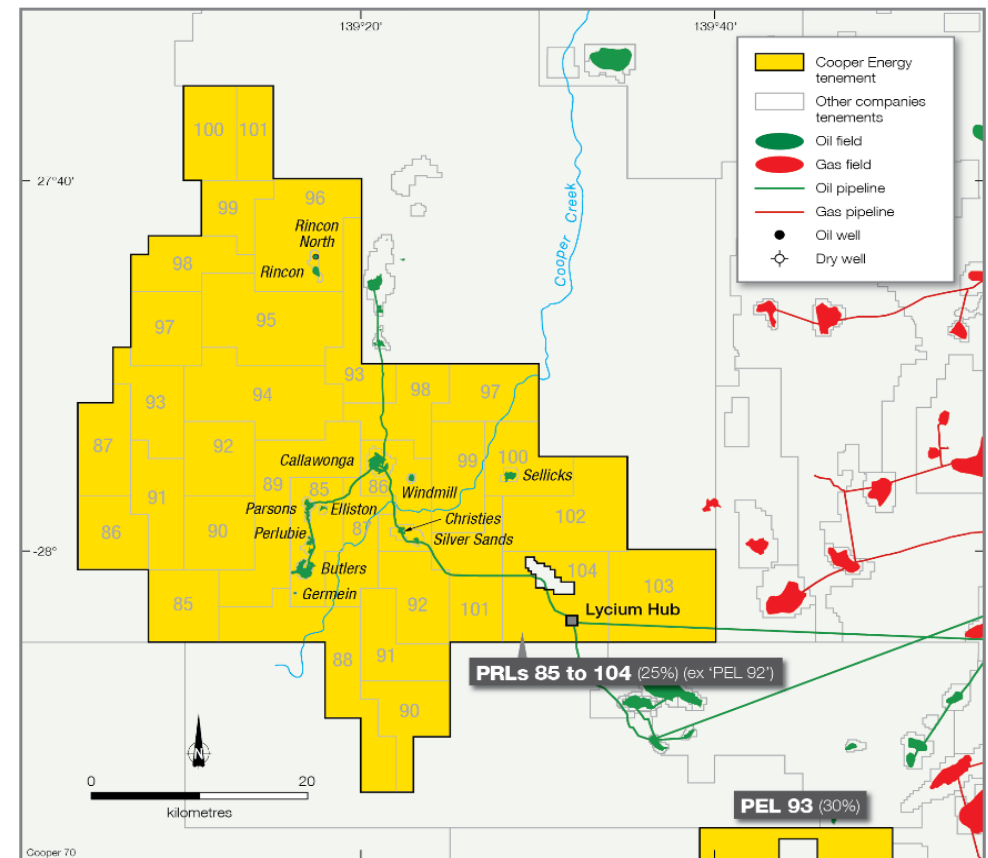 139°20'
139°40'
27°40'
-28°
Cooper Energy
tenement
Other companies
tenements
Oil field
Gas field
Oil pipeline
Gas pipeline
Oil well
Dry well
Cooper Creek
100
101
99
96
Rincon
North
Rincon
98
97
95
93
98
97
94
93
87
92
Callawonga
99
100
Sellicks
89
85
86
Windmill
91
Parsons
Elliston
102
Christies
86
90
Perlubie
87
Silver Sands
Butlers
104
103
Germein
85
92
101
Lycium Hub
88
91
PRLs 85 to 104 (25%) (ex ‘PEL 92’)
90
N
0
20
kilometres
PEL 93 (30%)
Cooper 70